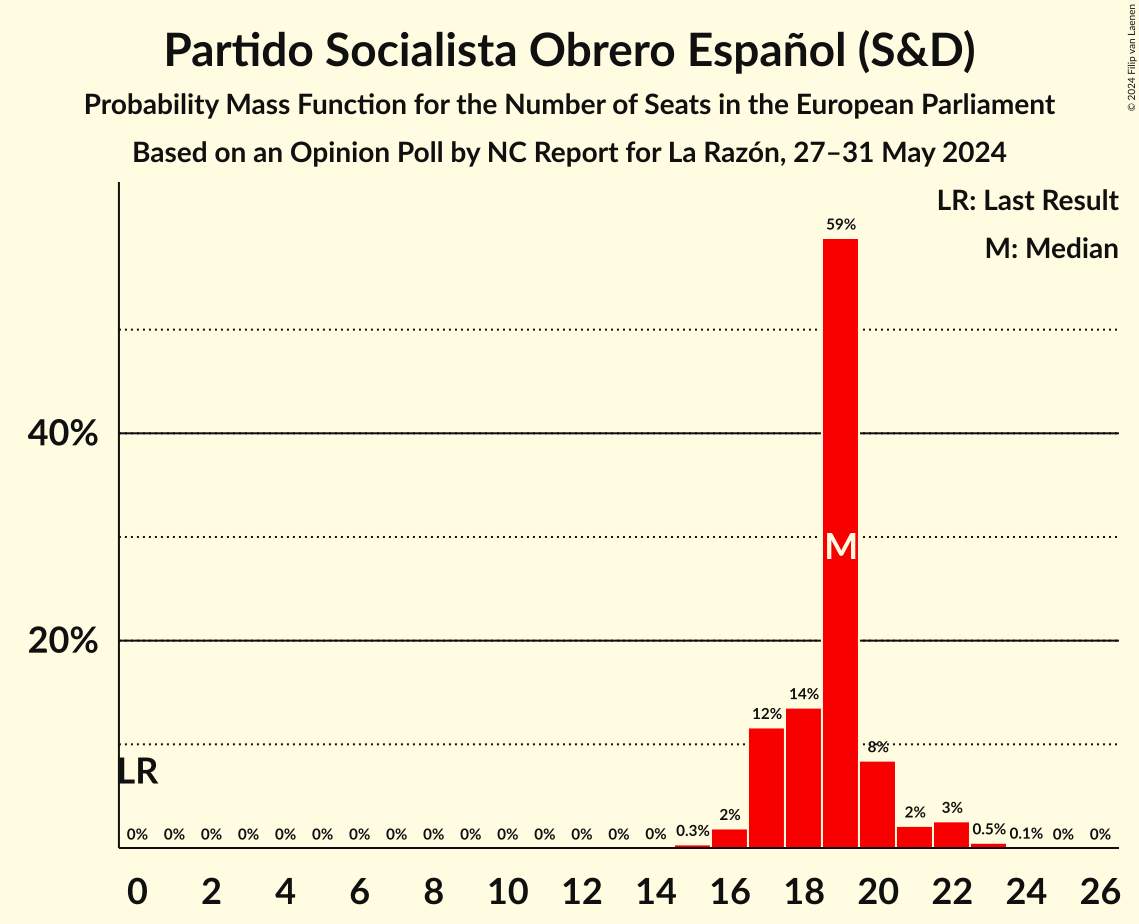 Partido Socialista Obrero Español (S&D)
Probability Mass Function for the Number of Seats in the European Parliament
Based on an Opinion Poll by NC Report for La Razón, 27–31 May 2024
© 2024 Filip van Laenen
LR: Last Result
M: Median
59%
40%
M
20%
14%
12%
8%
LR
3%
2%
2%
0% 0% 0% 0% 0% 0% 0% 0% 0% 0% 0% 0% 0% 0% 0% 0.3% 0.5% 0.1% 0% 0%
0 2 4 6 8 10 12 14 16 18 20 22 24 26